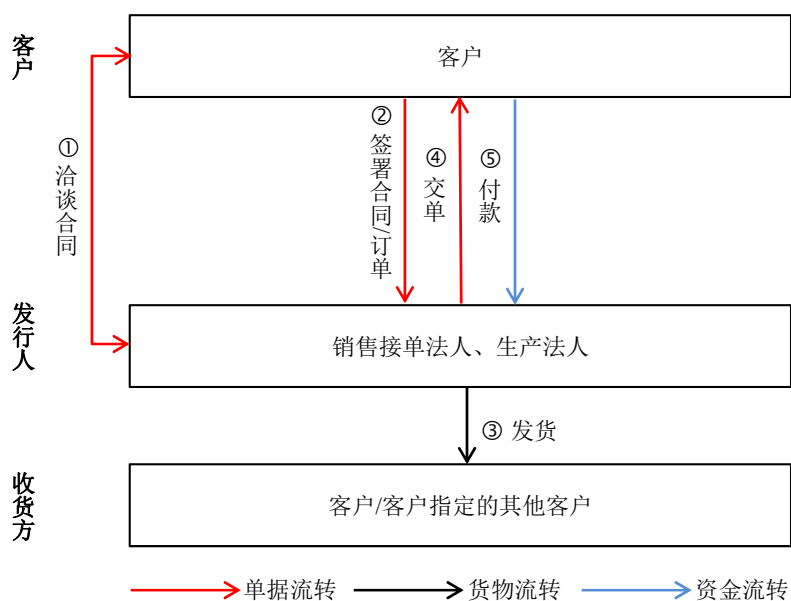 客户
客户
①洽谈合同
②签署合同/订单
④交单
⑤付款
发行人
销售接单法人、生产法人
③ 发货
收货方
客户/客户指定的其他客户
单据流转
货物流转
资金流转